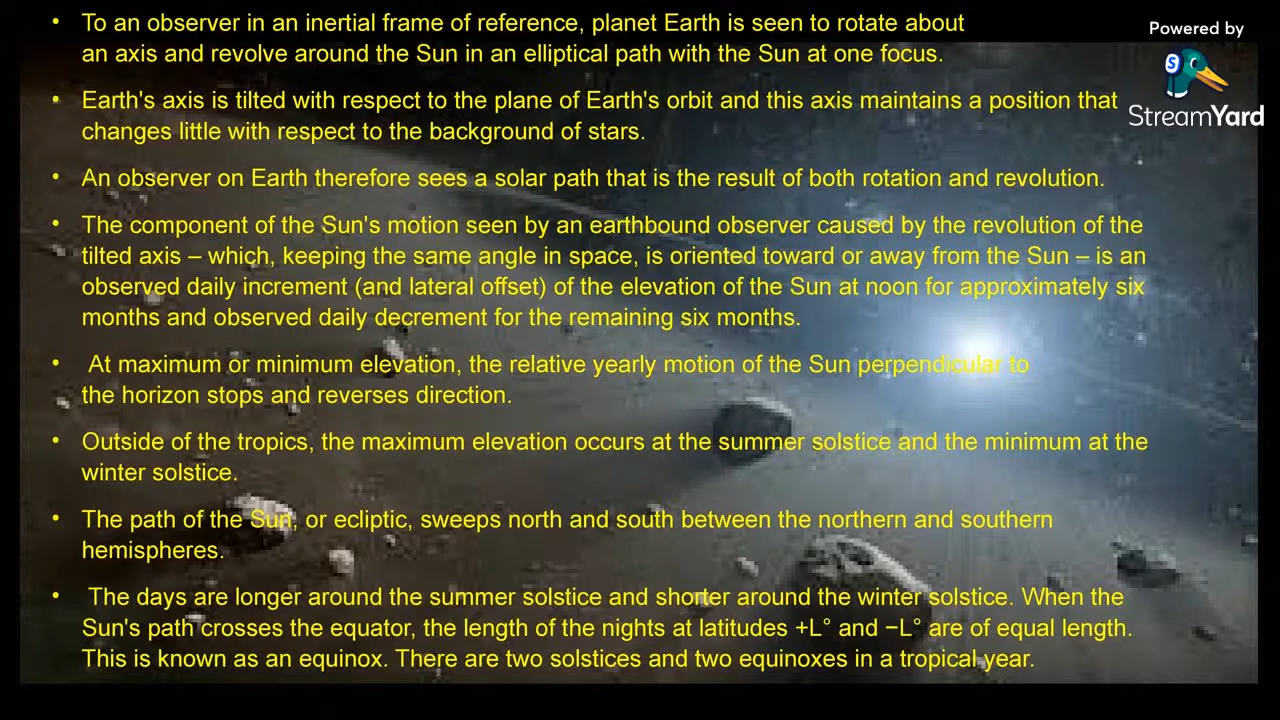 • To an observer in an inertial frame of reference, planet Earth is seen to rotate about
an axis and revolve around the Sun in an elliptical path with the Sun at one focus.
• Earth's axis is tilted with respect to the plane of Earth's orbit and this axis maintains a position that
changes little with respect to the background of stars.
• An observer on Earth therefore sees a solar path that is the result of both rotation and revolution.
• The component of the Sun's motion seen by an earthbound observer caused by the revolution of the
tilted axis – which, keeping the same angle in space, is oriented toward or away from the Sun – is an
observed daily increment (and lateral offset) of the elevation of the Sun at noon for approximately six
months and observed daily decrement for the remaining six months.
• At maximum or minimum elevation, the relative yearly motion of the Sun perpendicular to
the horizon stops and reverses direction.
• Outside of the tropics, the maximum elevation occurs at the summer solstice and the minimum at the
winter solstice.
• The path of the Sun, or ecliptic, sweeps north and south between the northern and southern
hemispheres.
• The days are longer around the summer solstice and shorter around the winter solstice. When the
Sun's path crosses the equator, the length of the nights at latitudes +L° and −L° are of equal length.
This is known as an equinox. There are two solstices and two equinoxes in a tropical year.
Powered by
S
StreamYard